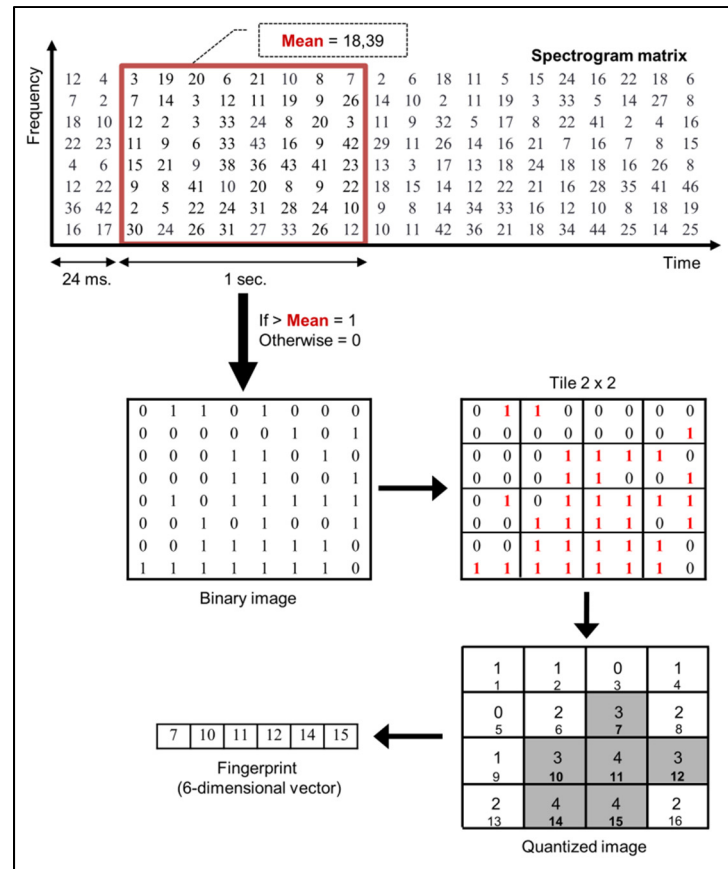 Mean = 18,39
Spectrogram matrix
Frequency
12 4 3 19 20 6 21 10 8 7 2 6 18 11 5 15 24 16 22 18 6
7 2 7 14 3 12 11 19 9 26 14 10 2 11 19 3 33 5 14 27 8
18 10 12 2 3 33 24 8 20 3 11 9 32 5 17 8 22 41 2 4 16
22 23 11 9 6 33 43 16 9 42 29 11 26 14 16 21 7 16 7 8 15
4 6 15 21 9 38 36 43 41 23 13 3 17 13 18 24 18 18 16 26 8
12 22 9 8 41 10 20 8 9 22 18 15 14 12 22 21 16 28 35 41 46
36 42 2 5 22 24 31 28 24 10 9 8 14 34 33 16 12 10 8 18 19
16 17 30 24 26 31 27 33 26 12 10 11 42 36 21 18 34 44 25 14 25
Time
24 ms.
1 sec.
If > Mean = 1
Otherwise = 0
0 1 1 0 1 0 0 0
0 0 0 0 0 1 0 1
0 0 0 1 1 0 1 0
0 0 0 1 1 0 0 1
0 1 0 1 1 1 1 1
0 0 1 0 1 0 0 1
0 0 1 1 1 1 1 0
1 1 1 1 1 1 1 0
Binary image
Tile 2 x 2
0 1 1 0 0 0 0 0
0 0 0 0 0 0 0 1
0 0 0 1 1 1 1 0
0 0 0 1 1 0 0 1
0 1 0 1 1 1 1 1
0 0 1 1 1 1 0 1
0 0 1 1 1 1 1 0
1 1 1 1 1 1 1 0
1 1 0 1
1 2 3 4
0 2 3 2
5 6 7 8
1 3 4 3
9 10 11 12
2 4 4 2
13 14 15 16
Quantized image
7 10 11 12 14 15
Fingerprint
(6-dimensional vector)